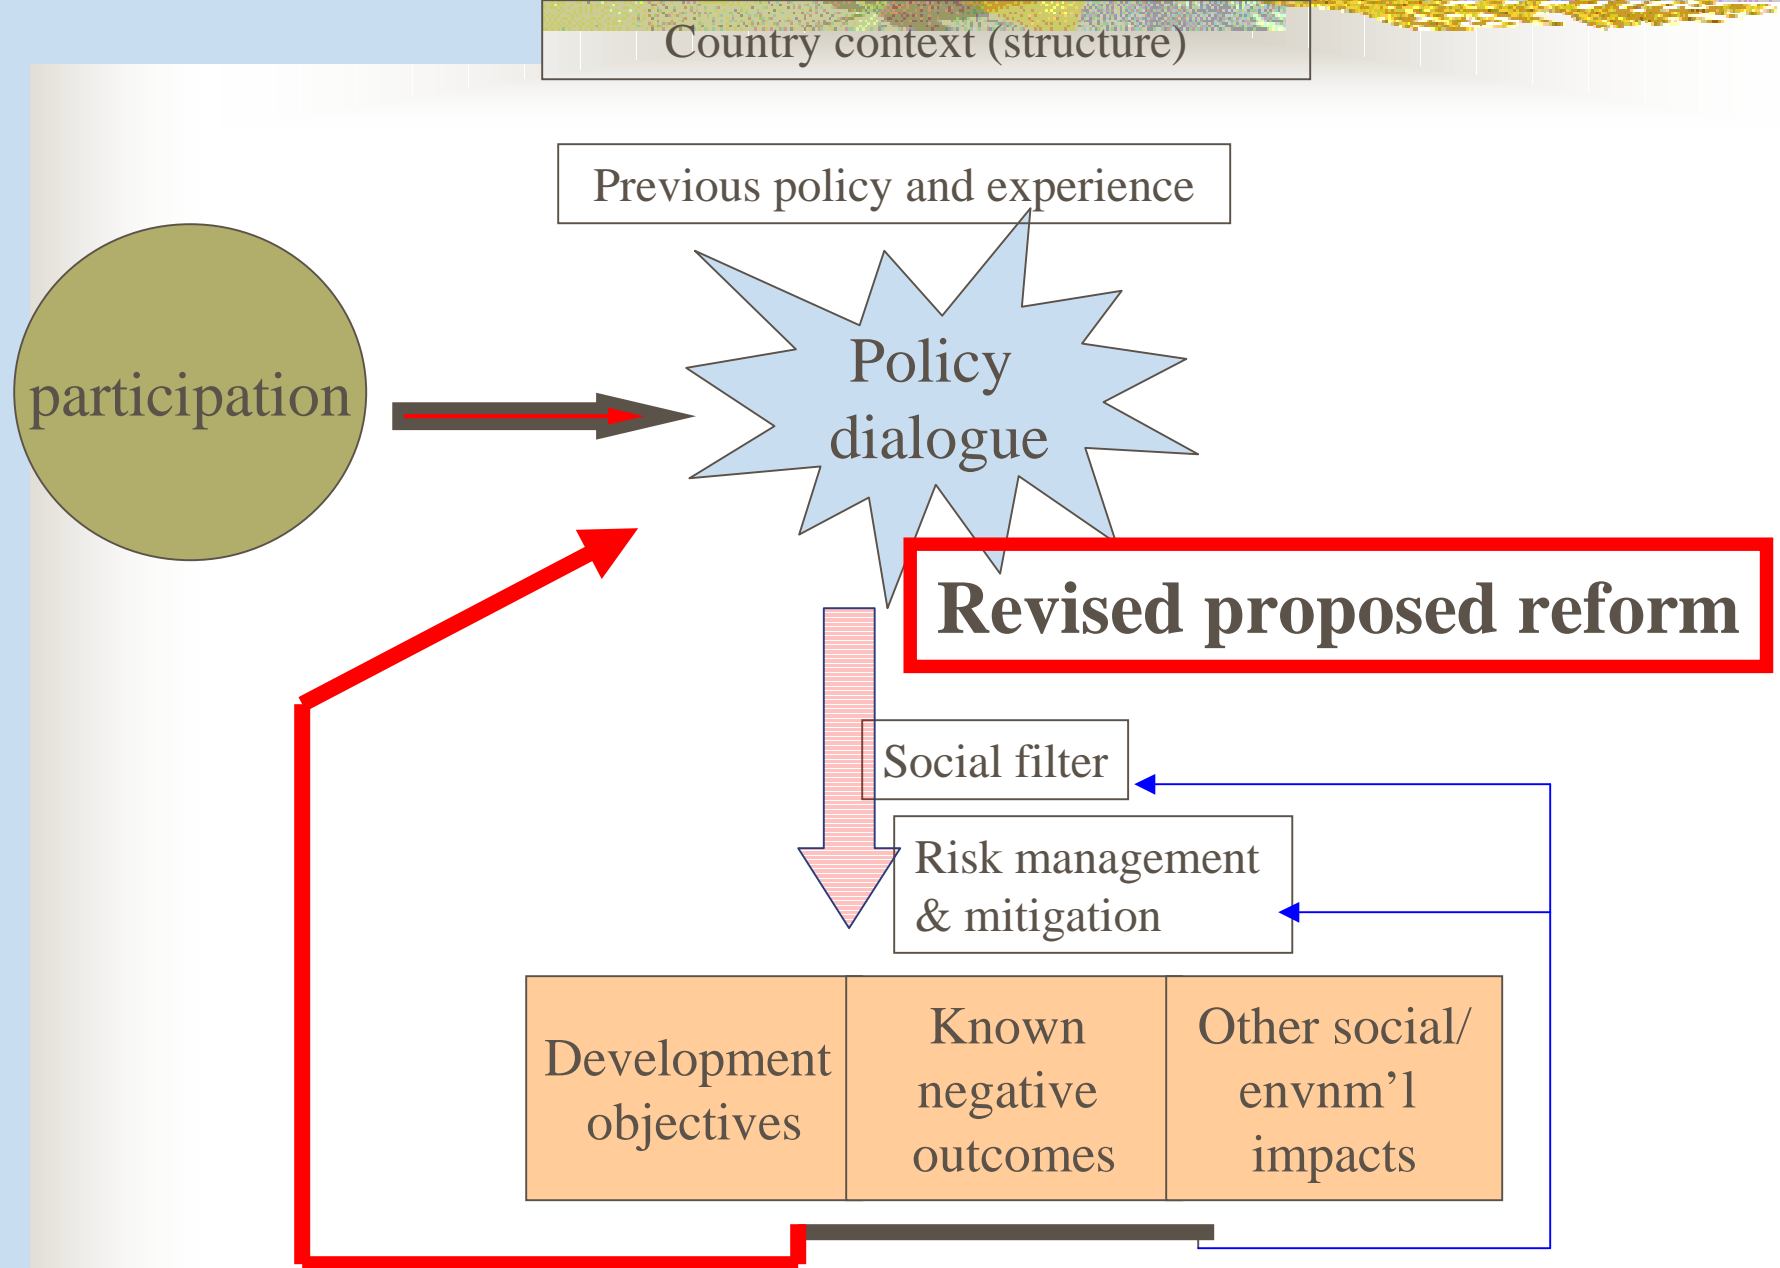 Country context (structure)
Previous policy and experience
participation
Policy
dialogue
Revised proposed reform
Social filter
Risk management
& mitigation
Development
objectives
Known
negative
outcomes
Other social/
envnm’l
impacts